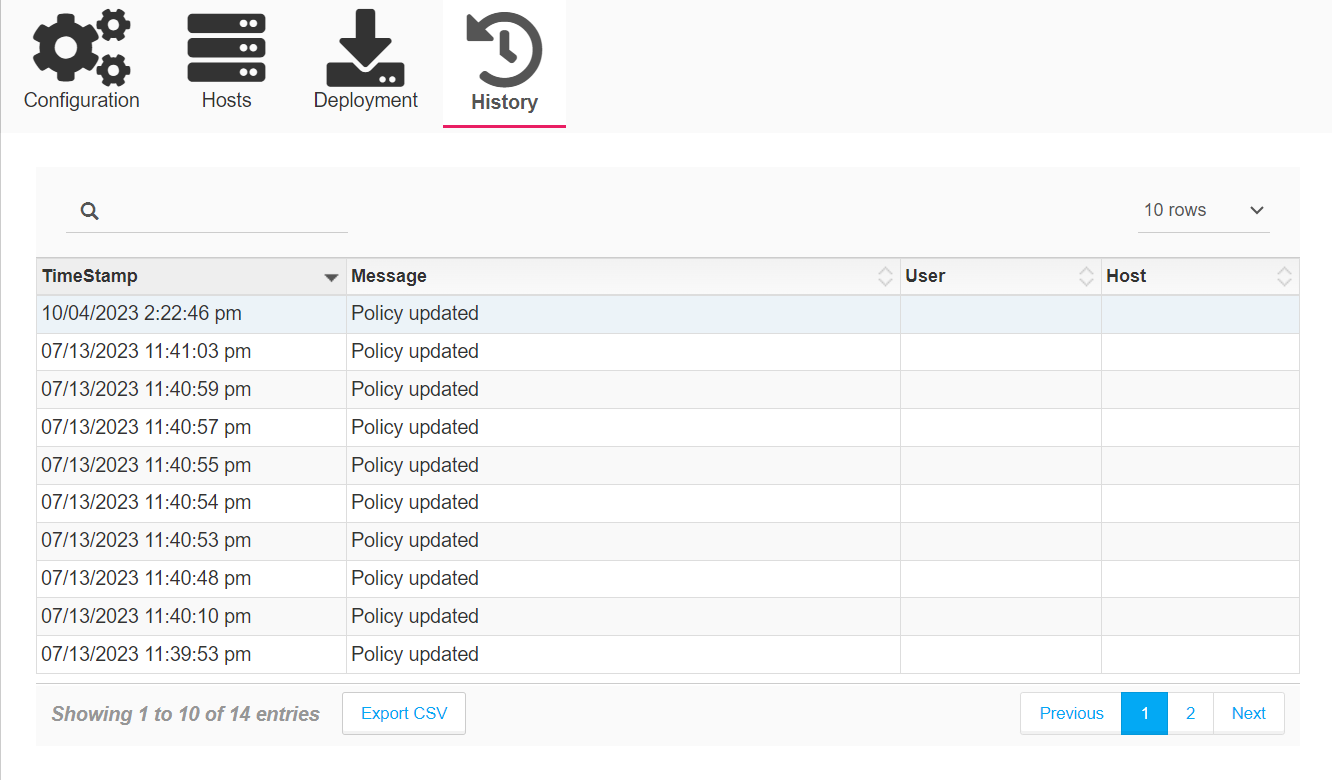 Configuration Hosts Deployment History
10 rows
TimeStamp Message User Host
10/04/2023 2:22:46 pm Policy updated
07/13/2023 11:41:03 pm Policy updated
07/13/2023 11:40:59 pm Policy updated
07/13/2023 11:40:57 pm Policy updated
07/13/2023 11:40:55 pm Policy updated
07/13/2023 11:40:54 pm Policy updated
07/13/2023 11:40:53 pm Policy updated
07/13/2023 11:40:48 pm Policy updated
07/13/2023 11:40:10 pm Policy updated
07/13/2023 11:39:53 pm Policy updated
Showing 1 to 10 of 14 entries Export CSV Previous 1 2 Next